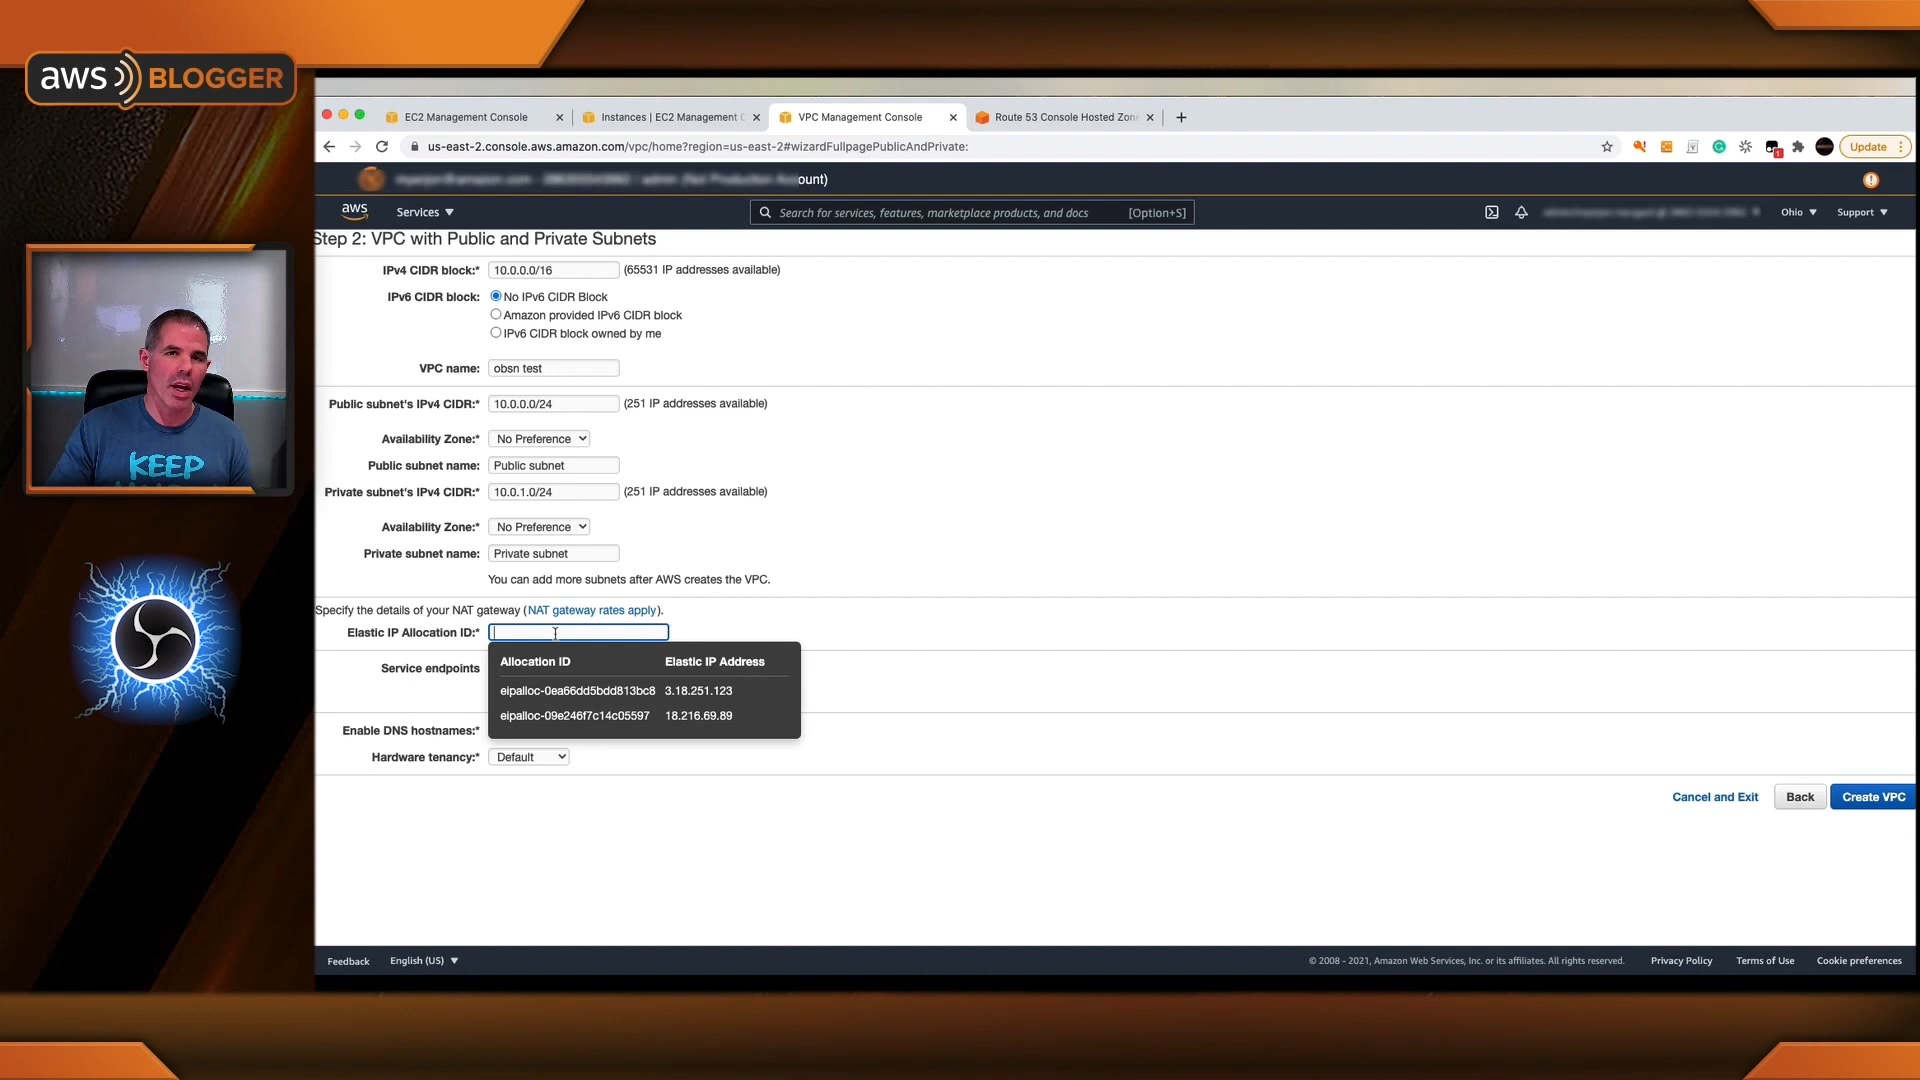 aws BLOGGER
EC2 Management Console
Instances | EC2 Management C
VPC Management Console
Route 53 Console Hosted Zon
us-east-2.console.aws.amazon.com/vpc/home?region=us-east-2#wizardFullpagePublicAndPrivate:
1
Update
ount)
aws
Services
Search for services, features, marketplace products, and docs
[Option+S]
Ohio
Support
Step 2: VPC with Public and Private Subnets
IPv4 CIDR block:* 10.0.0.0/16 (65531 IP addresses available)
IPv6 CIDR block: No IPv6 CIDR Block
Amazon provided IPv6 CIDR block
IPv6 CIDR block owned by me
VPC name: obsn test
Public subnet's IPv4 CIDR:* 10.0.0.0/24 (251 IP addresses available)
Availability Zone:* No Preference
Public subnet name: Public subnet
Private subnet's IPv4 CIDR:* 10.0.1.0/24 (251 IP addresses available)
Availability Zone:* No Preference
Private subnet name: Private subnet
You can add more subnets after AWS creates the VPC.
Specify the details of your NAT gateway (NAT gateway rates apply).
Elastic IP Allocation ID:*
Allocation ID Elastic IP Address
Service endpoints
eipalloc-0ea66dd5bdd813bc8 3.18.251.123
eipalloc-09e246f7c14c05597 18.216.69.89
Enable DNS hostnames:*
Hardware tenancy:* Default
Cancel and Exit
Back
Create VPC
KEEP
Feedback
English (US)
© 2008 - 2021, Amazon Web Services, Inc. or its affiliates. All rights reserved.
Privacy Policy
Terms of Use
Cookie preferences